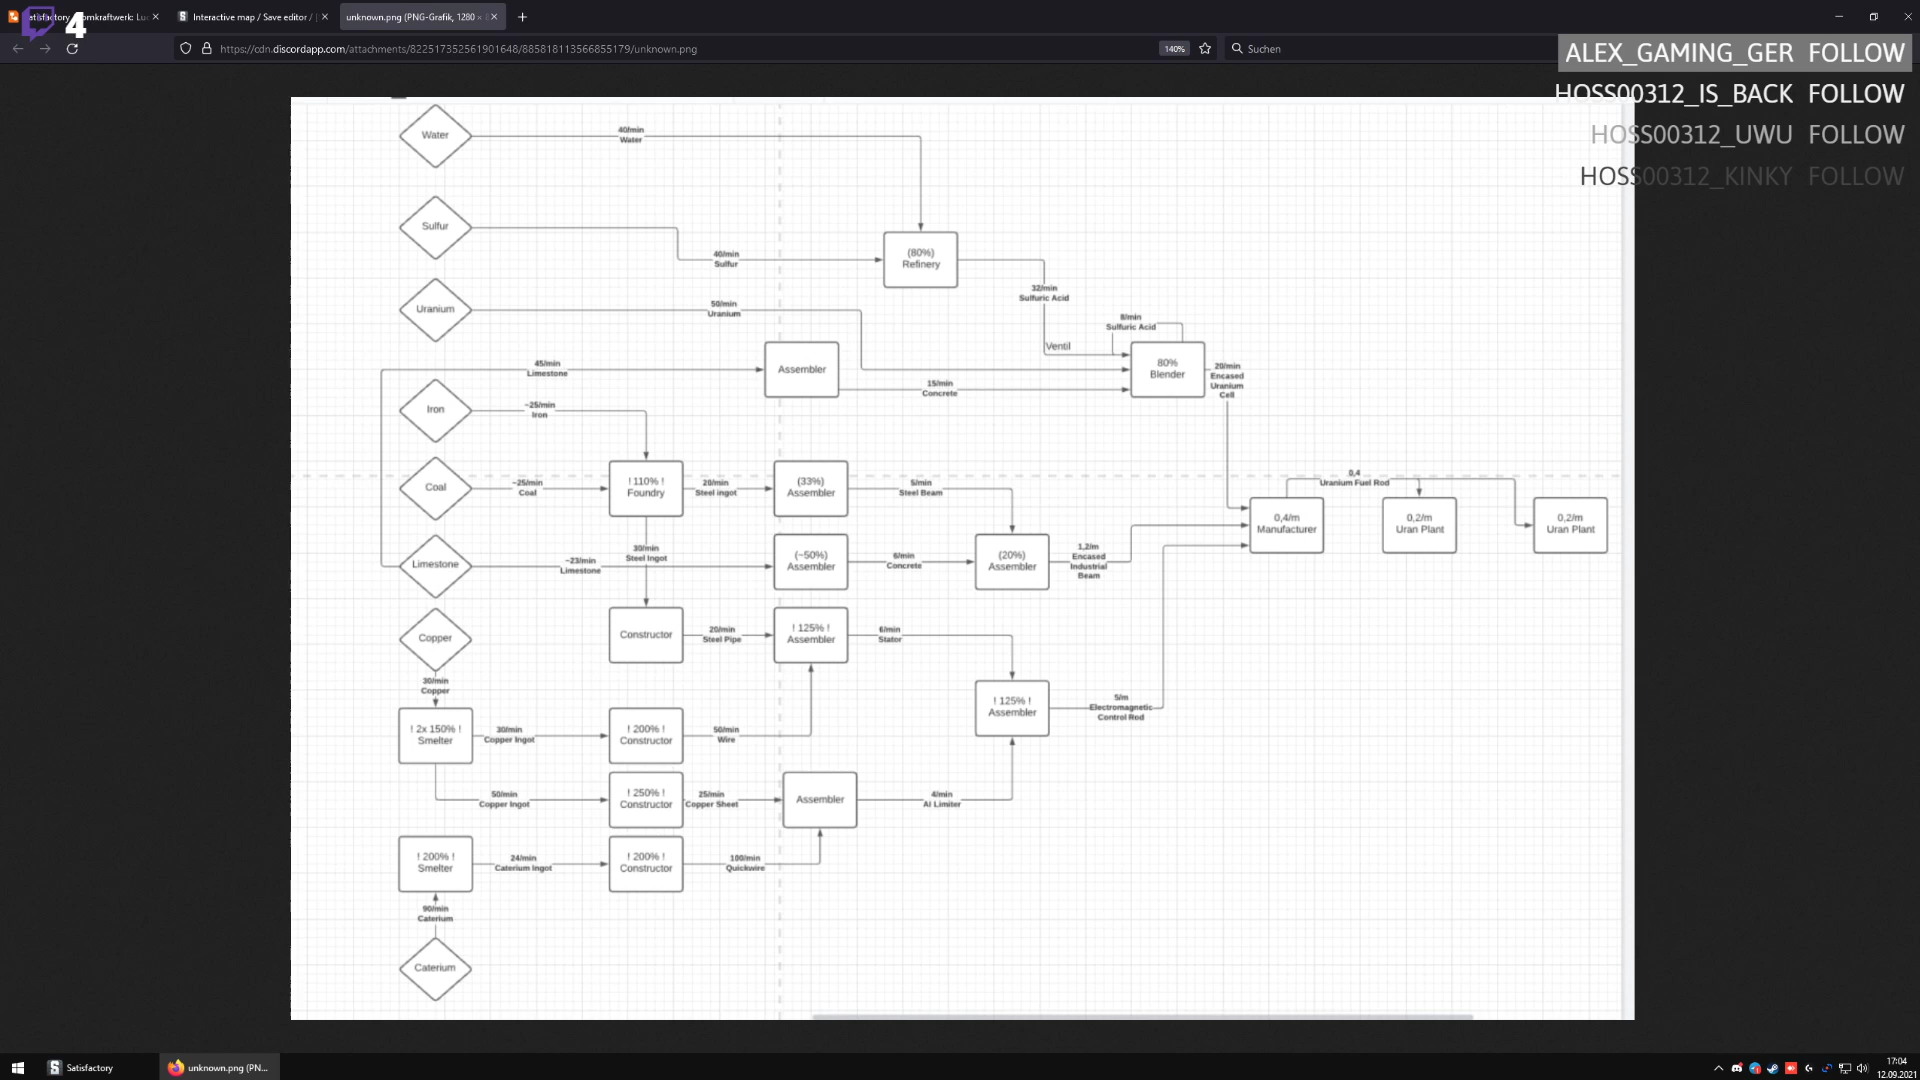 Satisfactory
Interactive map / Save editor / |
unknown.png (PNG-Grafik, 1280 ×
4
https://cdn.discordapp.com/attachments/822517352561901648/885818113566855179/unknown.png
140%
Suchen
ALEX_GAMING_GER FOLLOW
HOSS00312_IS_BACK FOLLOW
HOSS00312_UWU FOLLOW
HOSS00312_KINKY FOLLOW
Water
40/min
Water
Sulfur
40/min
Sulfur
(80%)
Refinery
32/min
Sulfuric Acid
Uranium
50/min
Uranium
8/min
Sulfuric Acid
Ventil
45/min
Limestone
Assembler
15/min
Concrete
80%
Blender
20/min
Encased
Uranium
Cell
Iron
~25/min
Iron
Coal
~25/min
Coal
! 110% !
Foundry
20/min
Steel ingot
(33%)
Assembler
5/min
Steel Beam
0,4
Uranium Fuel Rod
0,4/m
Manufacturer
0,2/m
Uran Plant
0,2/m
Uran Plant
30/min
Steel Ingot
Limestone
~23/min
Limestone
(~50%)
Assembler
6/min
Concrete
(20%)
Assembler
1,2/m
Encased
Industrial
Beam
Copper
Constructor
20/min
Steel Pipe
! 125% !
Assembler
6/min
Stator
30/min
Copper
! 2x 150% !
Smelter
30/min
Copper Ingot
! 200% !
Constructor
50/min
Wire
! 125% !
Assembler
5/m
Electromagnetic
Control Rod
50/min
Copper Ingot
! 250% !
Constructor
25/min
Copper Sheet
Assembler
4/min
AI Limiter
! 200% !
Smelter
24/min
Caterium Ingot
! 200% !
Constructor
100/min
Quickwire
90/min
Caterium
Caterium
Satisfactory
unknown.png (PN...
17:04
12.09.2021